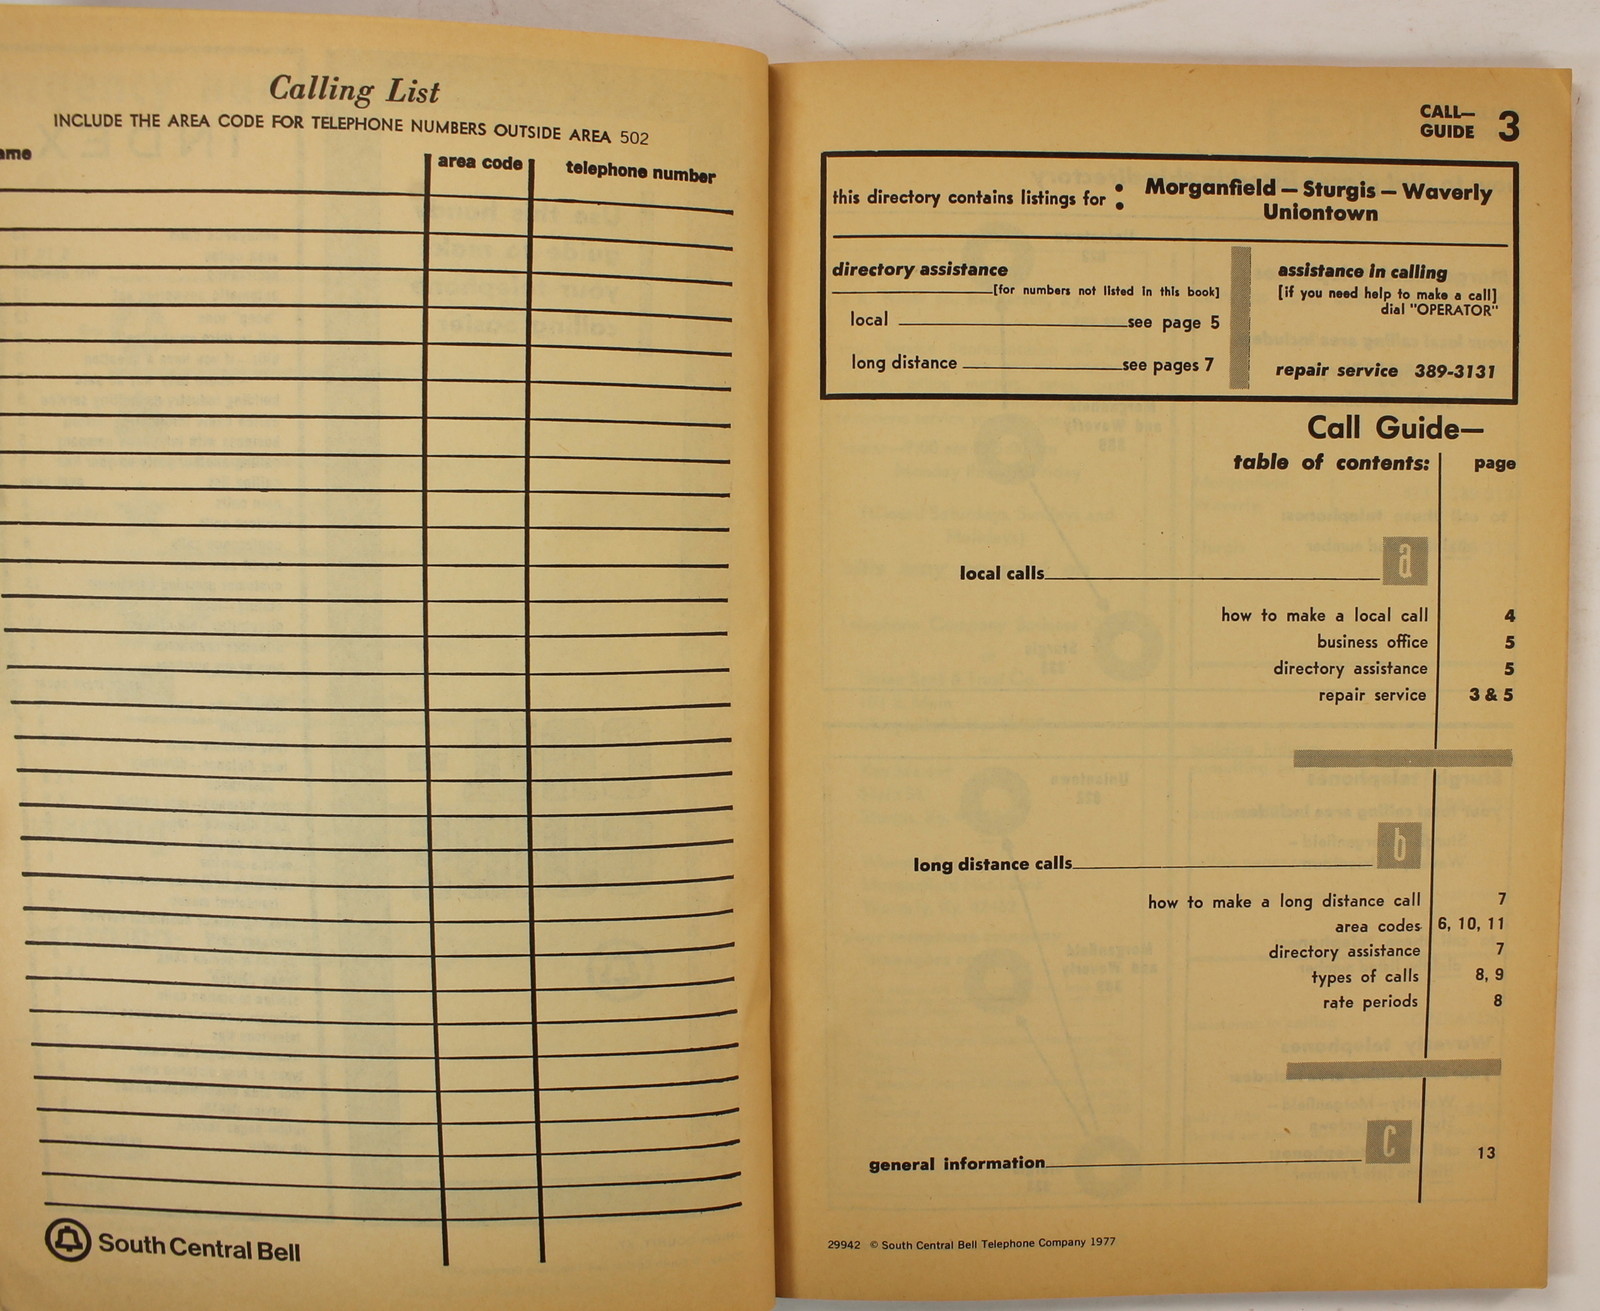 Calling List
INCLUDE THE AREA CODE FOR TELEPHONE NUMBERS OUTSIDE AREA 502
ame
area code
telephone number
South Central Bell
CALL—
GUIDE 3
this directory contains listings for: Morganfield — Sturgis — Waverly
Uniontown
directory assistance
[for numbers not listed in this book]
local see page 5
long distance see pages 7
assistance in calling
[if you need help to make a call]
dial "OPERATOR"
repair service 389-3131
Call Guide—
table of contents: page
local calls a
how to make a local call 4
business office 5
directory assistance 5
repair service 3 & 5
long distance calls b
how to make a long distance call 7
area codes 6, 10, 11
directory assistance 7
types of calls 8, 9
rate periods 8
general information c 13
29942 © South Central Bell Telephone Company 1977